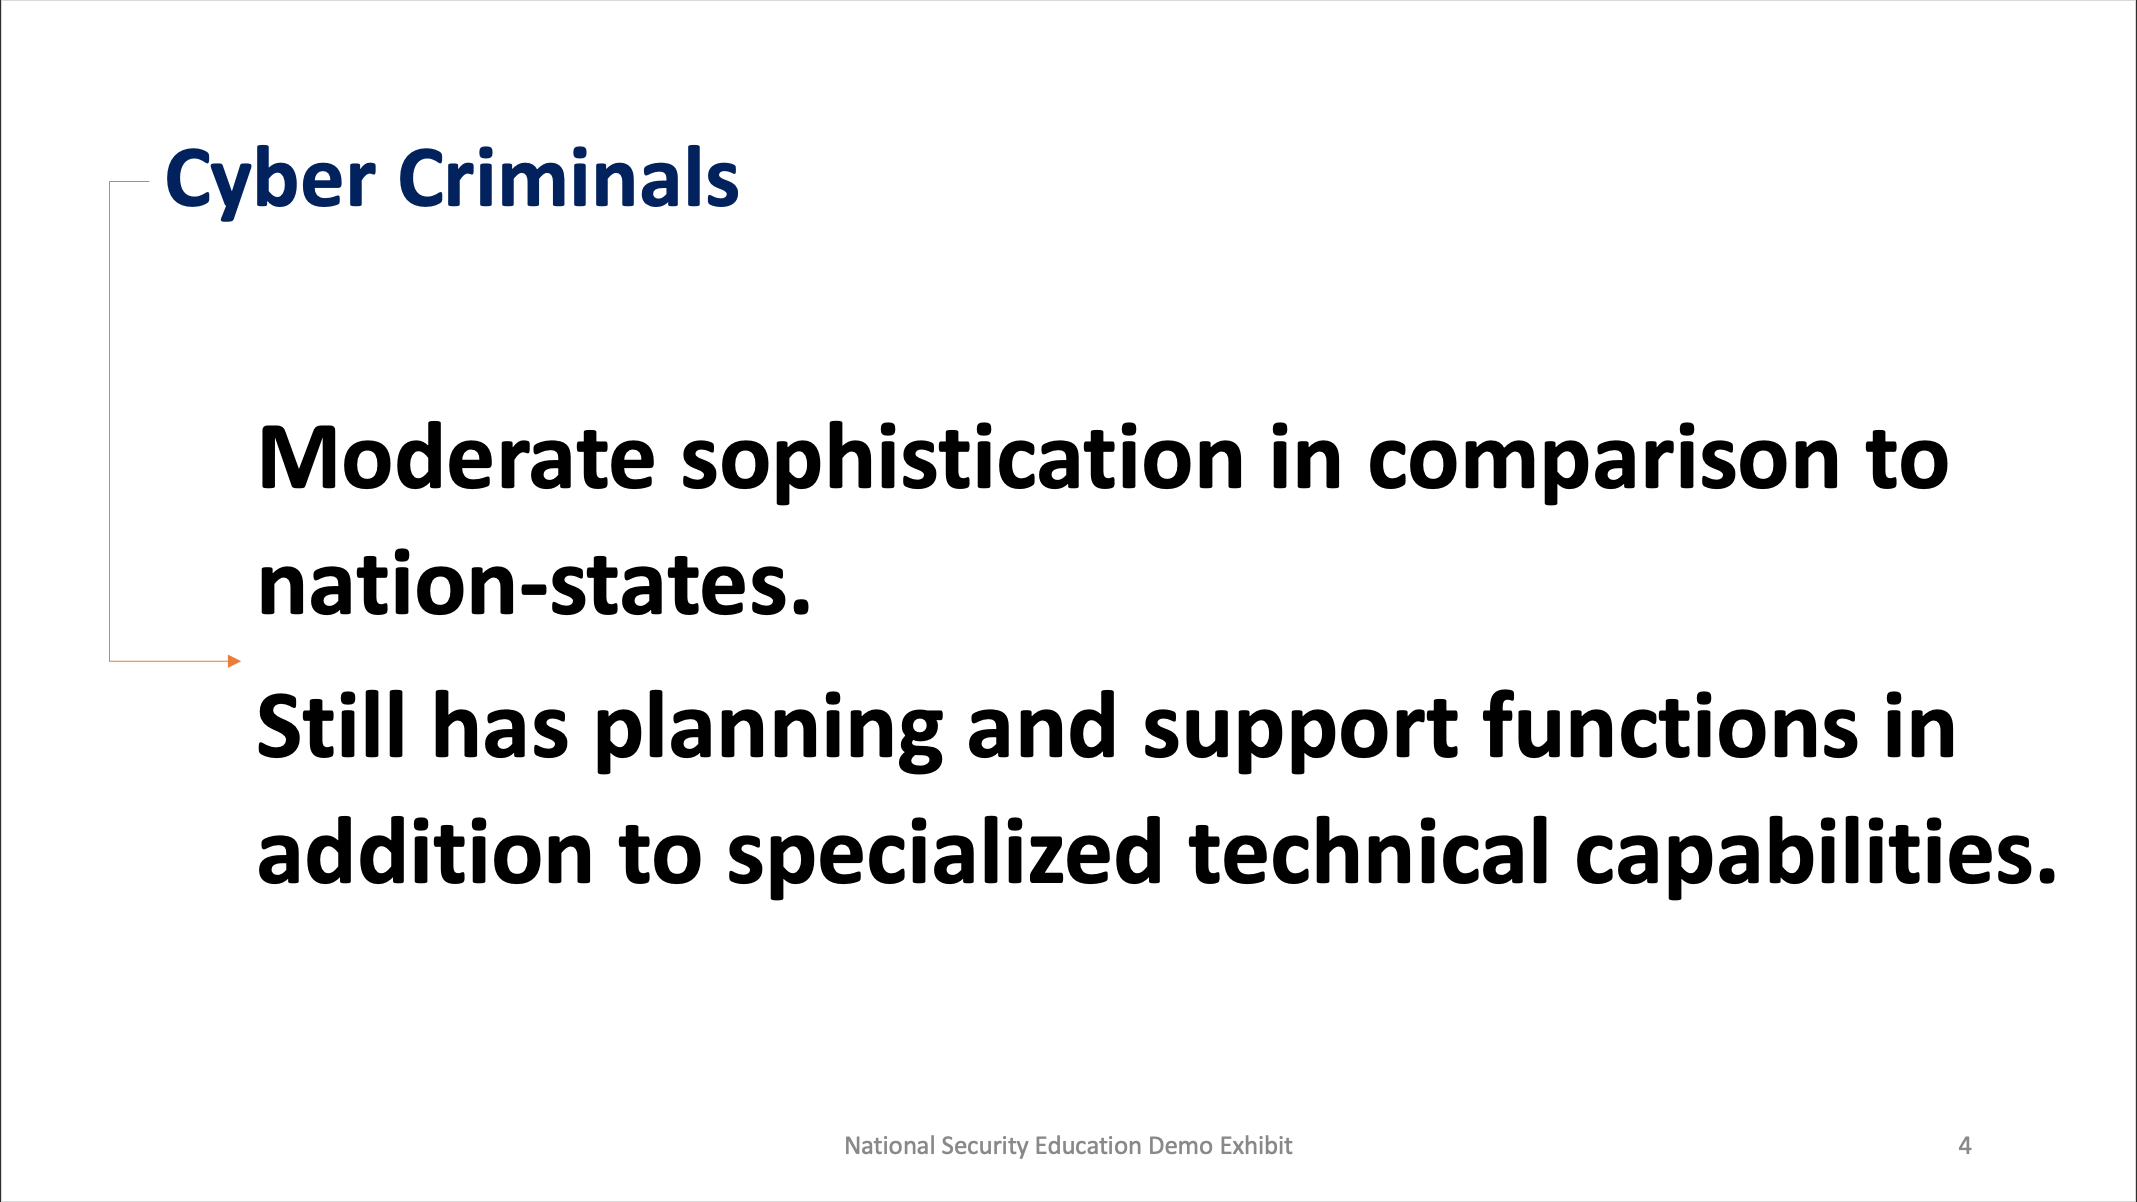 Cyber Criminals
Moderate sophistication in comparison to
nation-states.
Still has planning and support functions in
addition to specialized technical capabilities.
National Security Education Demo Exhibit
4